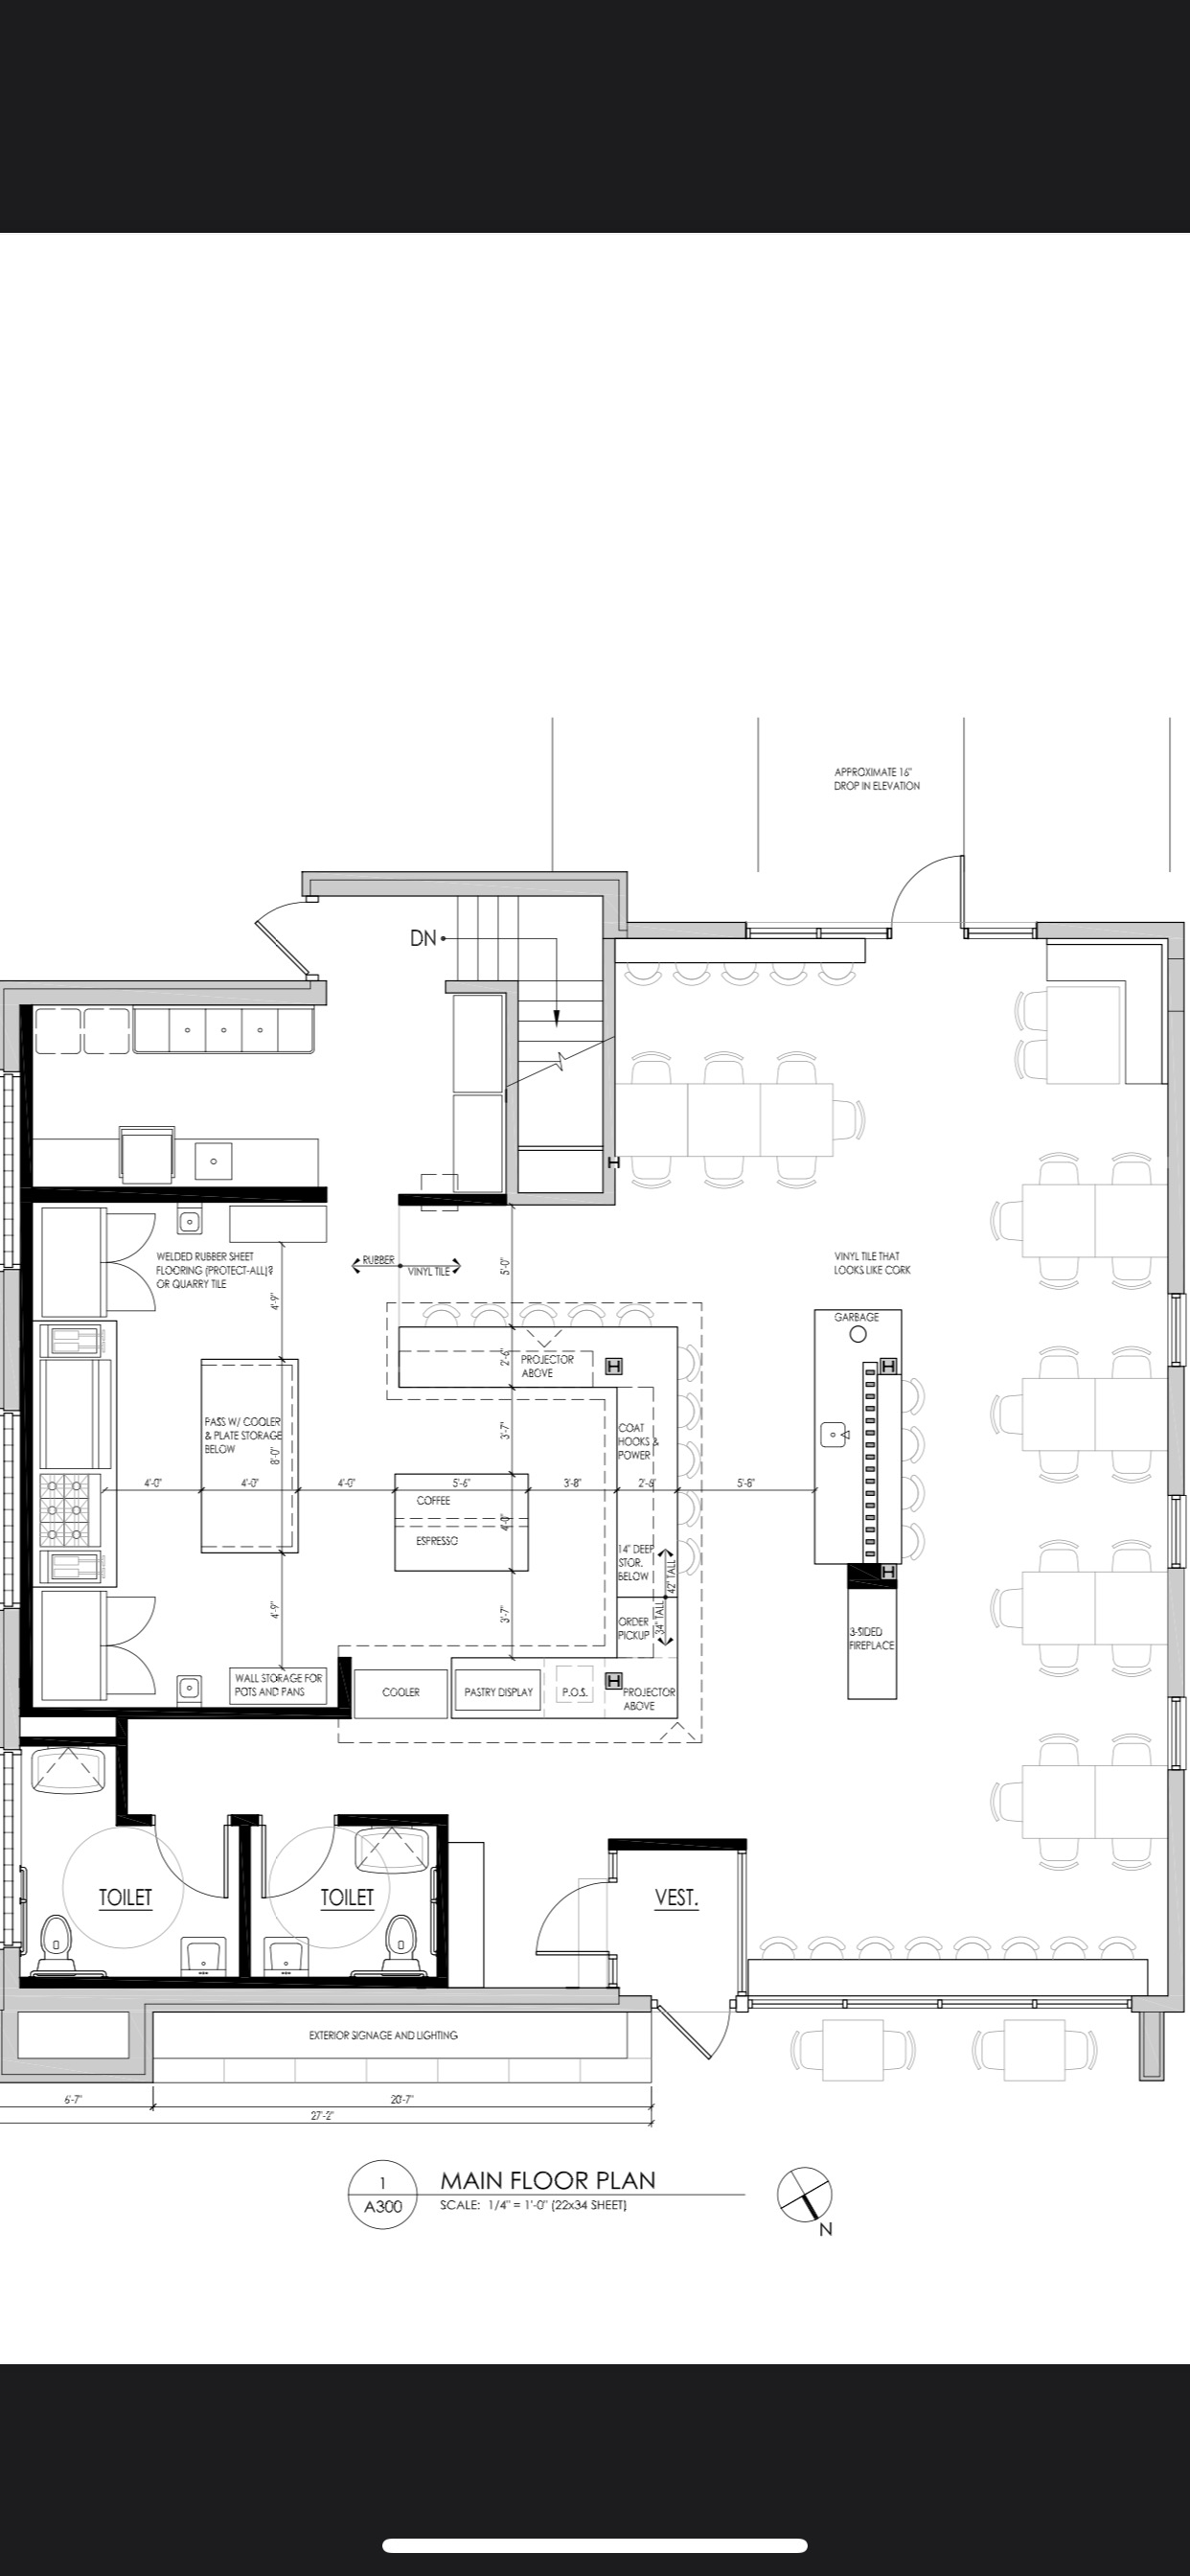 APPROXIMATE 16"
DROP IN ELEVATION
DN
WELDED RUBBER SHEET
FLOORING (PROTECT-ALL)?
OR QUARRY TILE
RUBBER
VINYL TILE
5'-0"
VINYL TILE THAT
LOOKS LIKE CORK
4'-9"
GARBAGE
2'-6"
PROJECTOR
ABOVE
H
H
PASS W/ COOLER
& PLATE STORAGE
BELOW
8'-0"
3'-7"
COAT
HOOKS &
POWER
4'-0"
4'-0"
4'-0"
5'-6"
3'-8"
2'-6"
5'-8"
COFFEE
4'-0"
ESPRESSO
14" DEEP
STOR.
BELOW
42" TALL
H
4'-9"
3'-7"
ORDER
PICKUP
34" TALL
3-SIDED
FIREPLACE
WALL STORAGE FOR
POTS AND PANS
COOLER
PASTRY DISPLAY
P.O.S.
H
PROJECTOR
ABOVE
TOILET
TOILET
VEST.
EXTERIOR SIGNAGE AND LIGHTING
6'-7"
20'-7"
27'-2"
1
A300
MAIN FLOOR PLAN
SCALE: 1/4" = 1'-0" (22x34 SHEET)
N